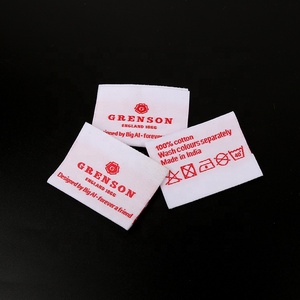 GRENSON
ENGLAND 1866
Designed by Big Al - Forever a friend
GRENSON
ENGLAND 1866
Designed by Big Al - Forever a friend
100% cotton
Wash colours separately
Made in India